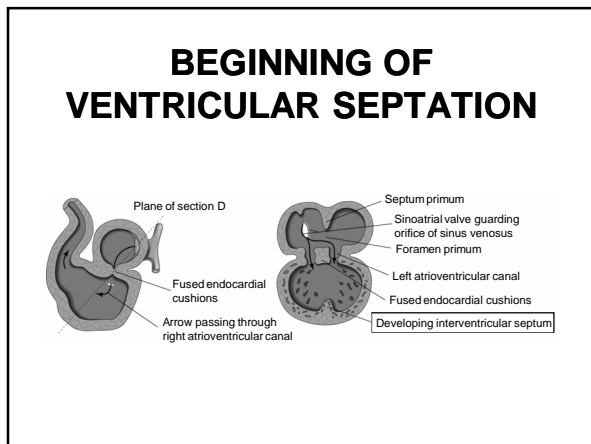 BEGINNING OF
VENTRICULAR SEPTATION
Plane of section D
Fused endocardial
cushions
Arrow passing through
right atrioventricular canal
Septum primum
Sinoatrial valve guarding
orifice of sinus venosus
Foramen primum
Left atrioventricular canal
Fused endocardial cushions
Developing interventricular septum